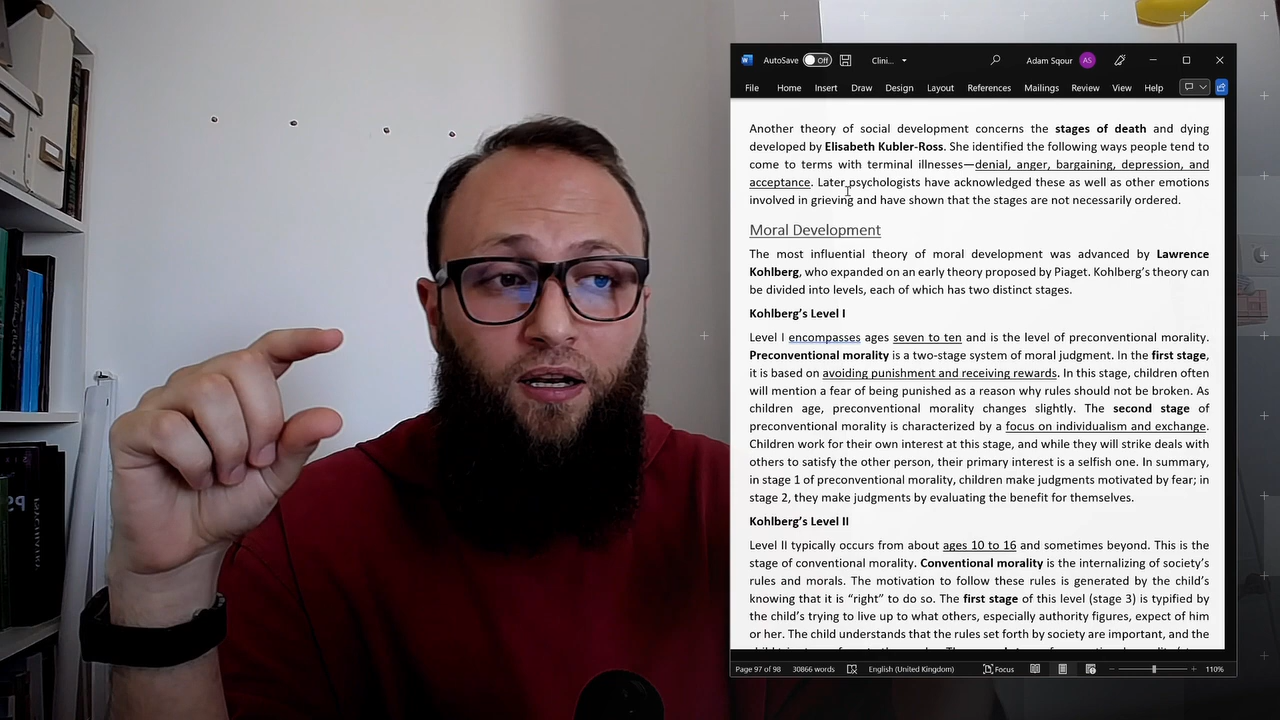 AutoSave Off Clini... Adam Sqour AS
File Home Insert Draw Design Layout References Mailings Review View Help
Another theory of social development concerns the stages of death and dying
developed by Elisabeth Kubler-Ross. She identified the following ways people tend to
come to terms with terminal illnesses—denial, anger, bargaining, depression, and
acceptance. Later psychologists have acknowledged these as well as other emotions
involved in grieving and have shown that the stages are not necessarily ordered.
Moral Development
The most influential theory of moral development was advanced by Lawrence
Kohlberg, who expanded on an early theory proposed by Piaget. Kohlberg's theory can
be divided into levels, each of which has two distinct stages.
Kohlberg's Level I
Level I encompasses ages seven to ten and is the level of preconventional morality.
Preconventional morality is a two-stage system of moral judgment. In the first stage,
it is based on avoiding punishment and receiving rewards. In this stage, children often
will mention a fear of being punished as a reason why rules should not be broken. As
children age, preconventional morality changes slightly. The second stage of
preconventional morality is characterized by a focus on individualism and exchange.
Children work for their own interest at this stage, and while they will strike deals with
others to satisfy the other person, their primary interest is a selfish one. In summary,
in stage 1 of preconventional morality, children make judgments motivated by fear; in
stage 2, they make judgments by evaluating the benefit for themselves.
Kohlberg's Level II
Level II typically occurs from about ages 10 to 16 and sometimes beyond. This is the
stage of conventional morality. Conventional morality is the internalizing of society's
rules and morals. The motivation to follow these rules is generated by the child's
knowing that it is "right" to do so. The first stage of this level (stage 3) is typified by
the child's trying to live up to what others, especially authority figures, expect of him
or her. The child understands that the rules set forth by society are important, and the
Page 97 of 98 30866 words English (United Kingdom) Focus 110%